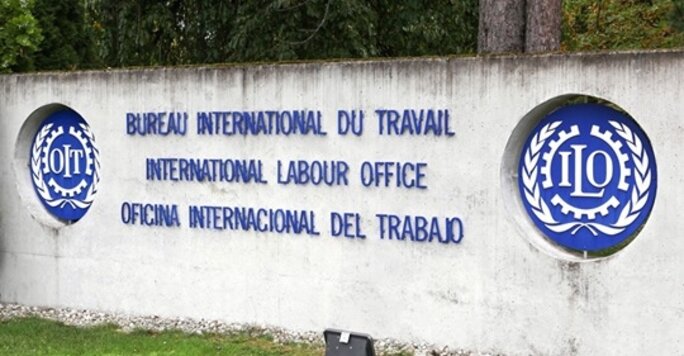 OIT
BUREAU INTERNATIONAL DU TRAVAIL
INTERNATIONAL LABOUR OFFICE
OFICINA INTERNACIONAL DEL TRABAJO
ILO